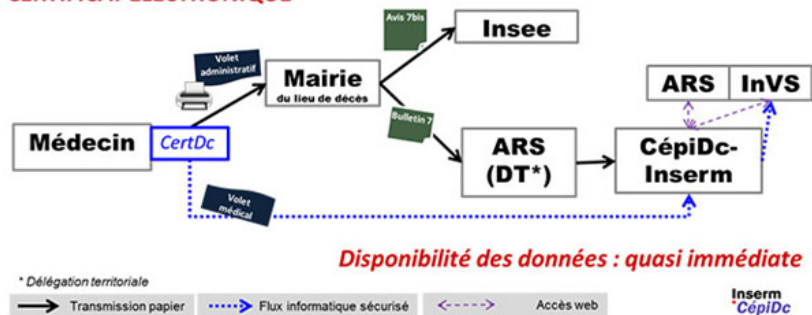 CERTIFICAT ÉLECTRONIQUE
Avis 7bis
Insee
Volet
administratif
Mairie
du lieu de décès
ARS
InVS
Bulletin 7
Médecin
CertDc
ARS
(DT*)
CépiDc-
Inserm
Volet
médical
Disponibilité des données : quasi immédiate
* Délégation territoriale
Transmission papier
Flux informatique sécurisé
Accès web
Inserm
CépiDc